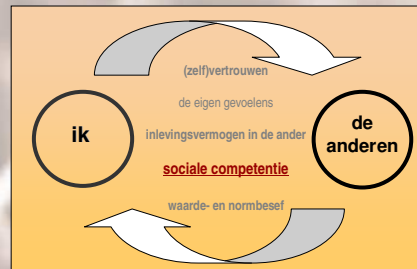 (zelf)vertrouwen
de eigen gevoelens
ik
inlevingsvermogen in de ander
de
anderen
sociale competentie
waarde- en normbesef